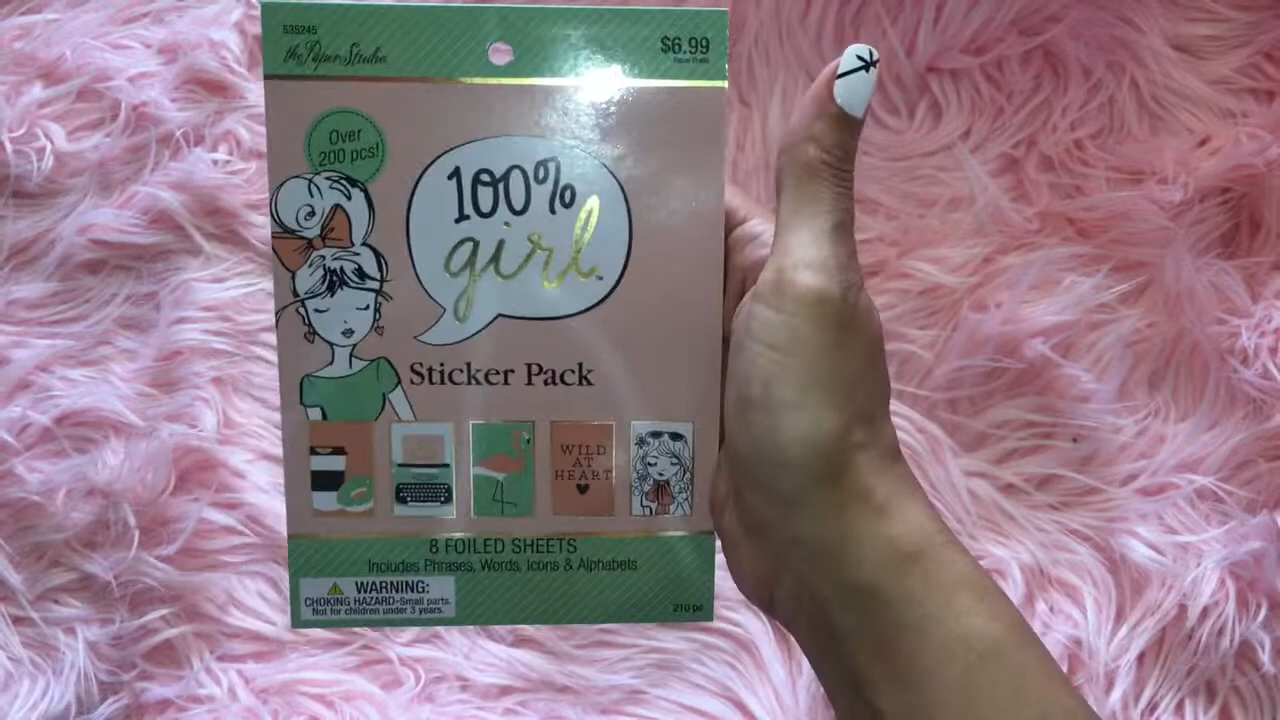 535245
the Paper Studio
$6.99
Over
200 pcs!
100%
girl™
Sticker Pack
WILD
AT
HEART
8 FOILED SHEETS
Includes Phrases, Words, Icons & Alphabets
WARNING:
CHOKING HAZARD-Small parts.
Not for children under 3 years.
210 pc